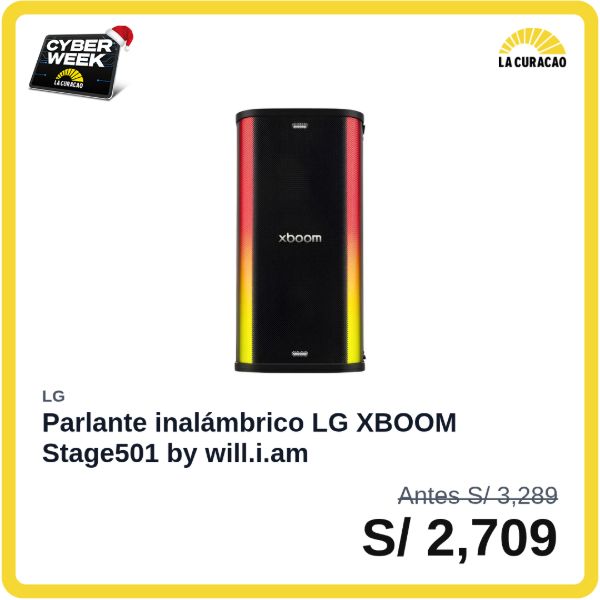 CYBER
WEEK
LA CURACAO
LA CURACAO
xboom
LG
Parlante inalámbrico LG XBOOM
Stage501 by will.i.am
Antes S/ 3,289
S/ 2,709